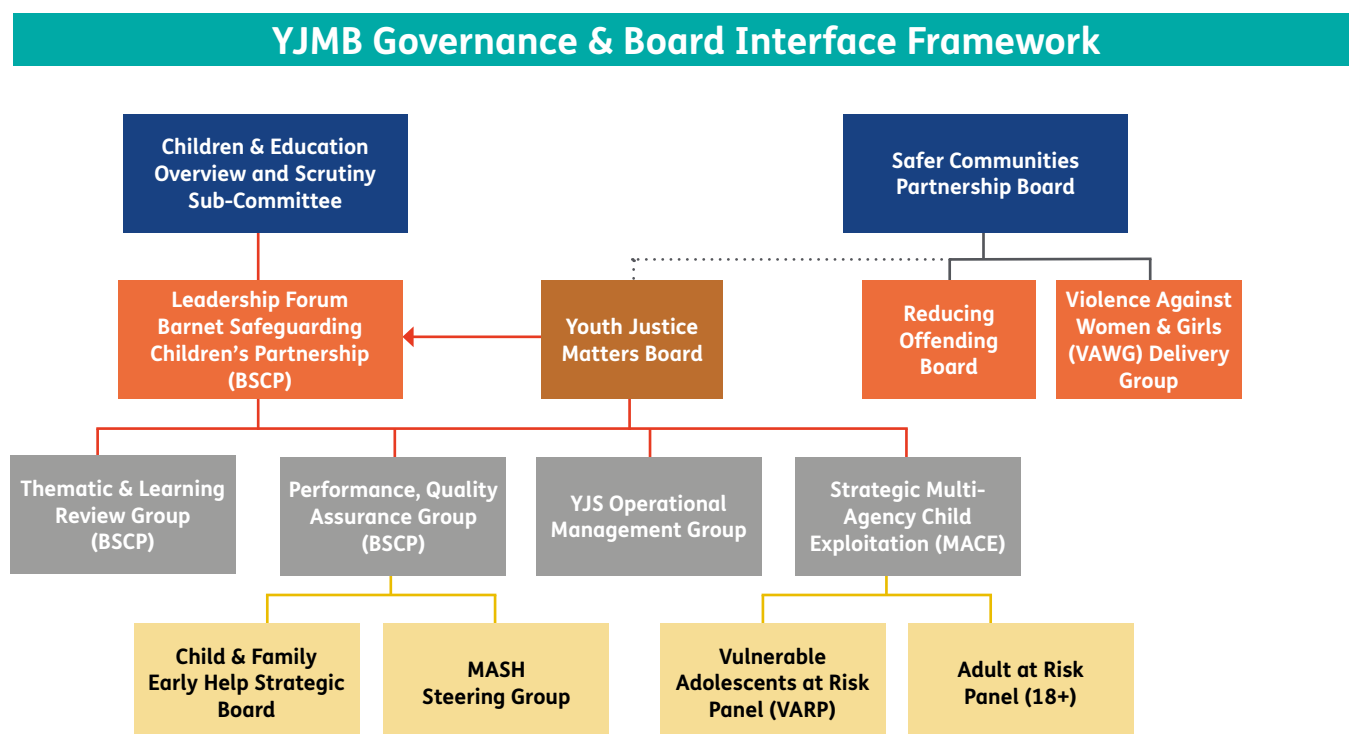 YJMB Governance & Board Interface Framework
Children & Education
Overview and Scrutiny
Sub-Committee
Safer Communities
Partnership Board
Leadership Forum
Barnet Safeguarding
Children’s Partnership
(BSCP)
Youth Justice
Matters Board
Reducing
Offending
Board
Violence Against
Women & Girls
(VAWG) Delivery
Group
Thematic & Learning
Review Group
(BSCP)
Performance, Quality
Assurance Group
(BSCP)
YJS Operational
Management Group
Strategic Multi-
Agency Child
Exploitation (MACE)
Child & Family
Early Help Strategic
Board
MASH
Steering Group
Vulnerable
Adolescents at Risk
Panel (VARP)
Adult at Risk
Panel (18+)